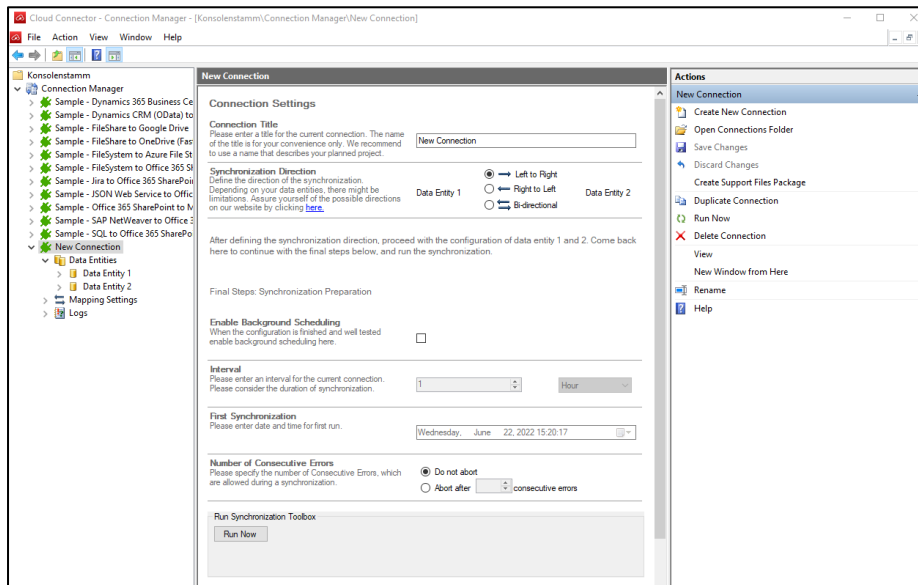 Cloud Connector - Connection Manager - [Konsolenstamm\Connection Manager\New Connection]
File Action View Window Help
Konsolenstamm
Connection Manager
Sample - Dynamics 365 Business Ce
Sample - Dynamics CRM (OData) to
Sample - FileShare to Google Drive
Sample - FileShare to OneDrive (Fas
Sample - FileSystem to Azure File St
Sample - FileSystem to Office 365 Sh
Sample - Jira to Office 365 SharePoin
Sample - JSON Web Service to Offic
Sample - Office 365 SharePoint to M
Sample - SAP NetWeaver to Office 3
Sample - SQL to Office 365 SharePo
New Connection
Data Entities
Data Entity 1
Data Entity 2
Mapping Settings
Logs
New Connection
Connection Settings
Connection Title
Please enter a title for the current connection. The name
of the title is for your convenience only. We recommend
to use a name that describes your planned project.
New Connection
Synchronization Direction
Define the direction of the synchronization.
Depending on your data entities, there might be
limitations. Assure yourself of the possible directions
on our website by clicking here.
Data Entity 1
Left to Right
Right to Left
Bi-directional
Data Entity 2
After defining the synchronization direction, proceed with the configuration of data entity 1 and 2. Come back
here to continue with the final steps below, and run the synchronization.
Final Steps: Synchronization Preparation
Enable Background Scheduling
When the configuration is finished and well tested
enable background scheduling here.
Interval
Please enter an interval for the current connection.
Please consider the duration of synchronization.
1
Hour
First Synchronization
Please enter date and time for first run.
Wednesday, June 22, 2022 15:20:17
Number of Consecutive Errors
Please specify the number of Consecutive Errors, which
are allowed during a synchronization.
Do not abort
Abort after consecutive errors
Run Synchronization Toolbox
Run Now
Actions
New Connection
Create New Connection
Open Connections Folder
Save Changes
Discard Changes
Create Support Files Package
Duplicate Connection
Run Now
Delete Connection
View
New Window from Here
Rename
Help